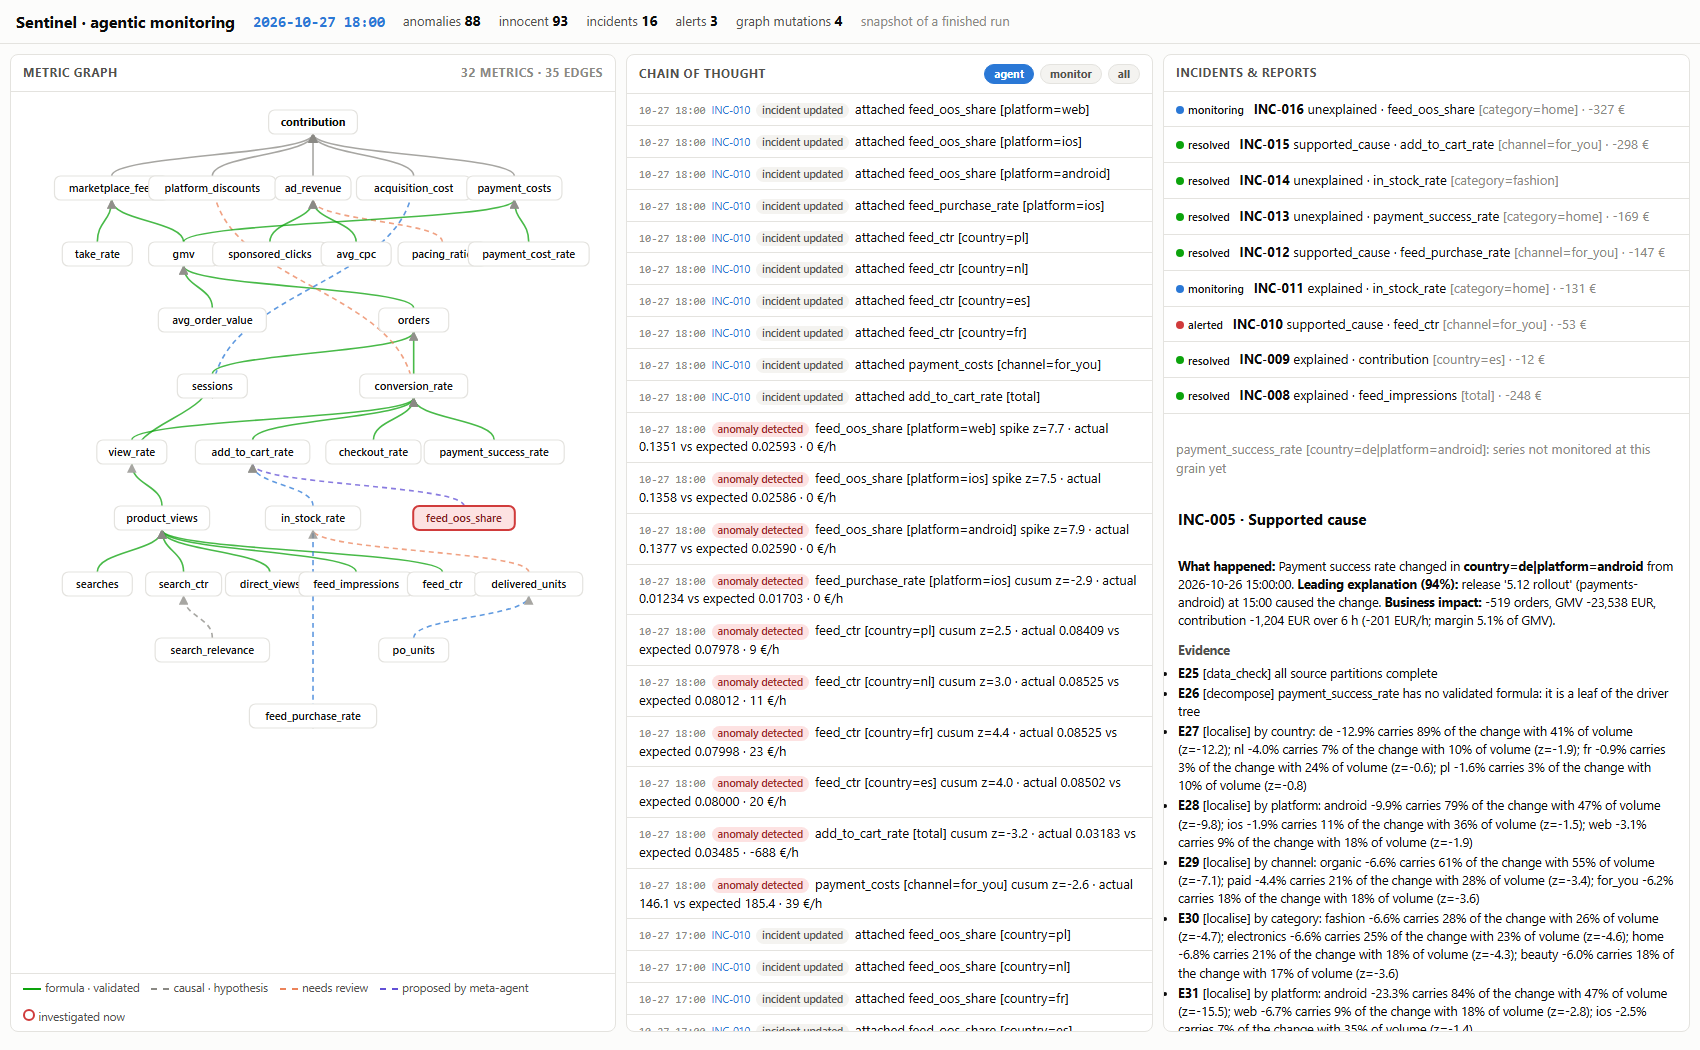 Sentinel · agentic monitoring 2026-10-27 18:00 anomalies 88 innocent 93 incidents 16 alerts 3 graph mutations 4 snapshot of a finished run
METRIC GRAPH 32 METRICS · 35 EDGES
contribution
marketplace_fee platform_discounts ad_revenue acquisition_cost payment_costs
take_rate gmv sponsored_clicks avg_cpc pacing_ratio payment_cost_rate
avg_order_value orders
sessions conversion_rate
view_rate add_to_cart_rate checkout_rate payment_success_rate
product_views in_stock_rate feed_oos_share
searches search_ctr direct_views feed_impressions feed_ctr delivered_units
search_relevance po_units
feed_purchase_rate
formula · validated causal · hypothesis needs review proposed by meta-agent
investigated now
CHAIN OF THOUGHT agent monitor all
10-27 18:00 INC-010 incident updated attached feed_oos_share [platform=web]
10-27 18:00 INC-010 incident updated attached feed_oos_share [platform=ios]
10-27 18:00 INC-010 incident updated attached feed_oos_share [platform=android]
10-27 18:00 INC-010 incident updated attached feed_purchase_rate [platform=ios]
10-27 18:00 INC-010 incident updated attached feed_ctr [country=pl]
10-27 18:00 INC-010 incident updated attached feed_ctr [country=nl]
10-27 18:00 INC-010 incident updated attached feed_ctr [country=es]
10-27 18:00 INC-010 incident updated attached feed_ctr [country=fr]
10-27 18:00 INC-010 incident updated attached payment_costs [channel=for_you]
10-27 18:00 INC-010 incident updated attached add_to_cart_rate [total]
10-27 18:00 anomaly detected feed_oos_share [platform=web] spike z=7.7 · actual
0.1351 vs expected 0.02593 · 0 €/h
10-27 18:00 anomaly detected feed_oos_share [platform=ios] spike z=7.5 · actual
0.1358 vs expected 0.02586 · 0 €/h
10-27 18:00 anomaly detected feed_oos_share [platform=android] spike z=7.9 · actual
0.1377 vs expected 0.02590 · 0 €/h
10-27 18:00 anomaly detected feed_purchase_rate [platform=ios] cusum z=-2.9 · actual
0.01234 vs expected 0.01703 · 0 €/h
10-27 18:00 anomaly detected feed_ctr [country=pl] cusum z=2.5 · actual 0.08409 vs
expected 0.07978 · 9 €/h
10-27 18:00 anomaly detected feed_ctr [country=nl] cusum z=3.0 · actual 0.08525 vs
expected 0.08012 · 11 €/h
10-27 18:00 anomaly detected feed_ctr [country=fr] cusum z=4.4 · actual 0.08525 vs
expected 0.07998 · 23 €/h
10-27 18:00 anomaly detected feed_ctr [country=es] cusum z=4.0 · actual 0.08502 vs
expected 0.08000 · 20 €/h
10-27 18:00 anomaly detected add_to_cart_rate [total] cusum z=-3.2 · actual 0.03183 vs
expected 0.03485 · -688 €/h
10-27 18:00 anomaly detected payment_costs [channel=for_you] cusum z=-2.6 · actual
146.1 vs expected 185.4 · 39 €/h
10-27 17:00 INC-010 incident updated attached feed_oos_share [country=pl]
10-27 17:00 INC-010 incident updated attached feed_oos_share [country=nl]
10-27 17:00 INC-010 incident updated attached feed_oos_share [country=fr]
10-27 17:00 INC-010 incident updated attached feed_oos_share [country=es]
INCIDENTS & REPORTS
monitoring INC-016 unexplained · feed_oos_share [category=home] · -327 €
resolved INC-015 supported_cause · add_to_cart_rate [channel=for_you] · -298 €
resolved INC-014 unexplained · in_stock_rate [category=fashion]
resolved INC-013 unexplained · payment_success_rate [category=home] · -169 €
resolved INC-012 supported_cause · feed_purchase_rate [channel=for_you] · -147 €
monitoring INC-011 explained · in_stock_rate [category=home] · -131 €
alerted INC-010 supported_cause · feed_ctr [channel=for_you] · -53 €
resolved INC-009 explained · contribution [country=es] · -12 €
resolved INC-008 explained · feed_impressions [total] · -248 €
payment_success_rate [country=de|platform=android]: series not monitored at this
grain yet
INC-005 · Supported cause
What happened: Payment success rate changed in country=de|platform=android from
2026-10-26 15:00:00. Leading explanation (94%): release '5.12 rollout' (payments-
android) at 15:00 caused the change. Business impact: -519 orders, GMV -23,538 EUR,
contribution -1,204 EUR over 6 h (-201 EUR/h; margin 5.1% of GMV).
Evidence
E25 [data_check] all source partitions complete
E26 [decompose] payment_success_rate has no validated formula: it is a leaf of the driver
tree
E27 [localise] by country: de -12.9% carries 89% of the change with 41% of volume
(z=-12.2); nl -4.0% carries 7% of the change with 10% of volume (z=-1.9); fr -0.9% carries
3% of the change with 24% of volume (z=-0.6); pl -1.6% carries 3% of the change with
10% of volume (z=-0.8)
E28 [localise] by platform: android -9.9% carries 79% of the change with 47% of volume
(z=-9.8); ios -1.9% carries 11% of the change with 36% of volume (z=-1.5); web -3.1%
carries 9% of the change with 18% of volume (z=-1.9)
E29 [localise] by channel: organic -6.6% carries 61% of the change with 55% of volume
(z=-7.1); paid -4.4% carries 21% of the change with 28% of volume (z=-3.4); for_you -6.2%
carries 18% of the change with 18% of volume (z=-3.6)
E30 [localise] by category: fashion -6.6% carries 28% of the change with 26% of volume
(z=-4.7); electronics -6.6% carries 25% of the change with 23% of volume (z=-4.6); home
-6.8% carries 21% of the change with 18% of volume (z=-4.3); beauty -6.0% carries 18% of
the change with 17% of volume (z=-3.6)
E31 [localise] by platform: android -23.3% carries 84% of the change with 47% of volume
(z=-15.5); web -6.7% carries 9% of the change with 18% of volume (z=-2.8); ios -2.5%
carries 7% of the change with 35% of volume (z=-1.4)